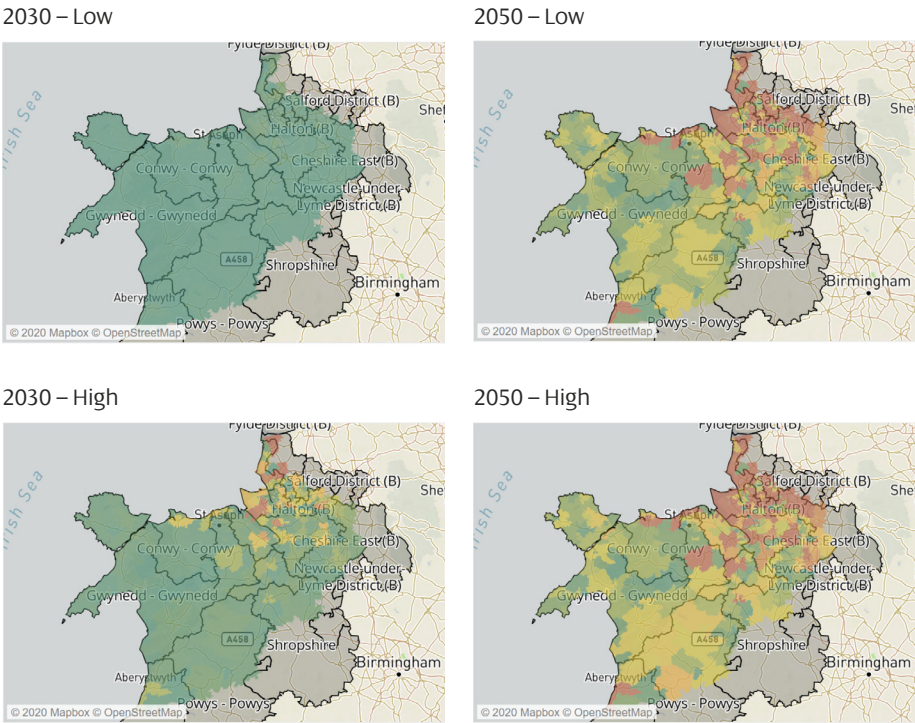 2030 – Low
2050 – Low
Fylde District (B)
Irish Sea
Salford District (B)
St Asaph
Halton (B)
Conwy - Conwy
Cheshire East (B)
Newcastle-under-
Lyme District (B)
Gwynedd - Gwynedd
A458
Shropshire
Birmingham
Aberystwyth
Powys - Powys
© 2020 Mapbox © OpenStreetMap
Fylde District (B)
Irish Sea
Salford District (B)
St Asaph
Halton (B)
Conwy - Conwy
Cheshire East (B)
Newcastle-under-
Lyme District (B)
Gwynedd - Gwynedd
A458
Shropshire
Birmingham
Aberystwyth
Powys - Powys
© 2020 Mapbox © OpenStreetMap
2030 – High
2050 – High
Fylde District (B)
Irish Sea
Salford District (B)
St Asaph
Halton (B)
Conwy - Conwy
Cheshire East (B)
Newcastle-under-
Lyme District (B)
Gwynedd - Gwynedd
A458
Shropshire
Birmingham
Aberystwyth
Powys - Powys
© 2020 Mapbox © OpenStreetMap
Fylde District (B)
Irish Sea
Salford District (B)
St Asaph
Halton (B)
Conwy - Conwy
Cheshire East (B)
Newcastle-under-
Lyme District (B)
Gwynedd - Gwynedd
A458
Shropshire
Birmingham
Aberystwyth
Powys - Powys
© 2020 Mapbox © OpenStreetMap